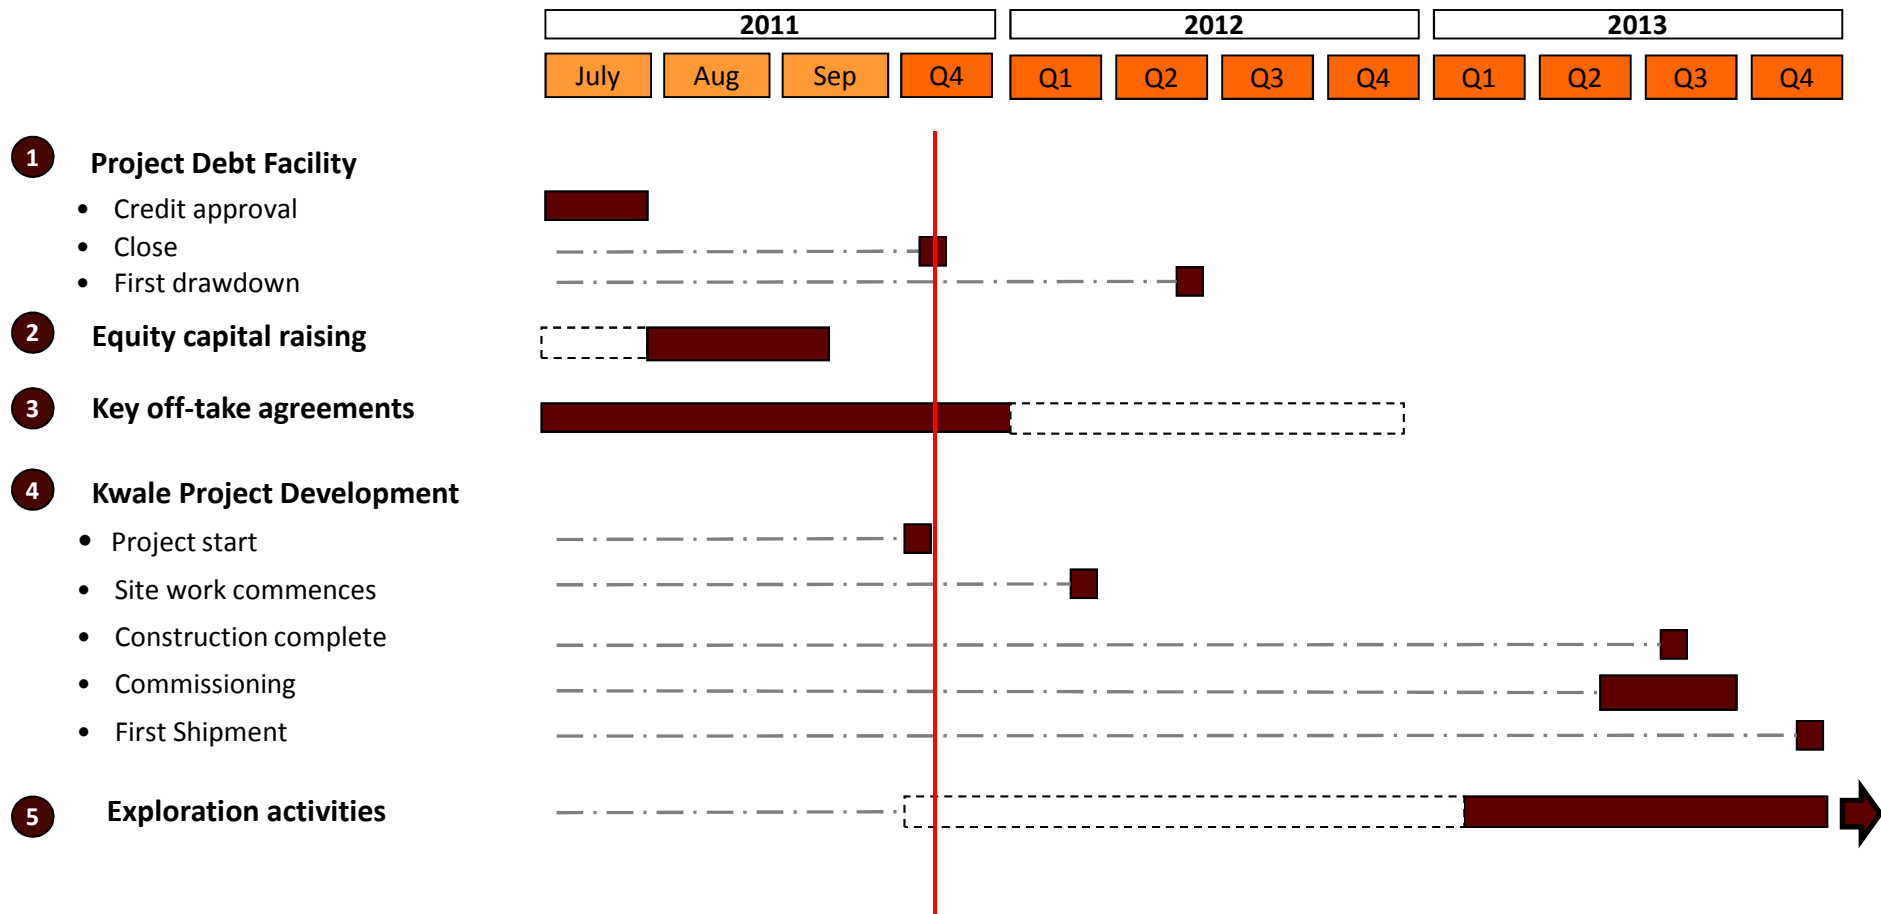 2011 2012 2013
July Aug Sep Q4 Q1 Q2 Q3 Q4 Q1 Q2 Q3 Q4
1 Project Debt Facility
• Credit approval
• Close
• First drawdown
2 Equity capital raising
3 Key off-take agreements
4 Kwale Project Development
• Project start
• Site work commences
• Construction complete
• Commissioning
• First Shipment
5 Exploration activities